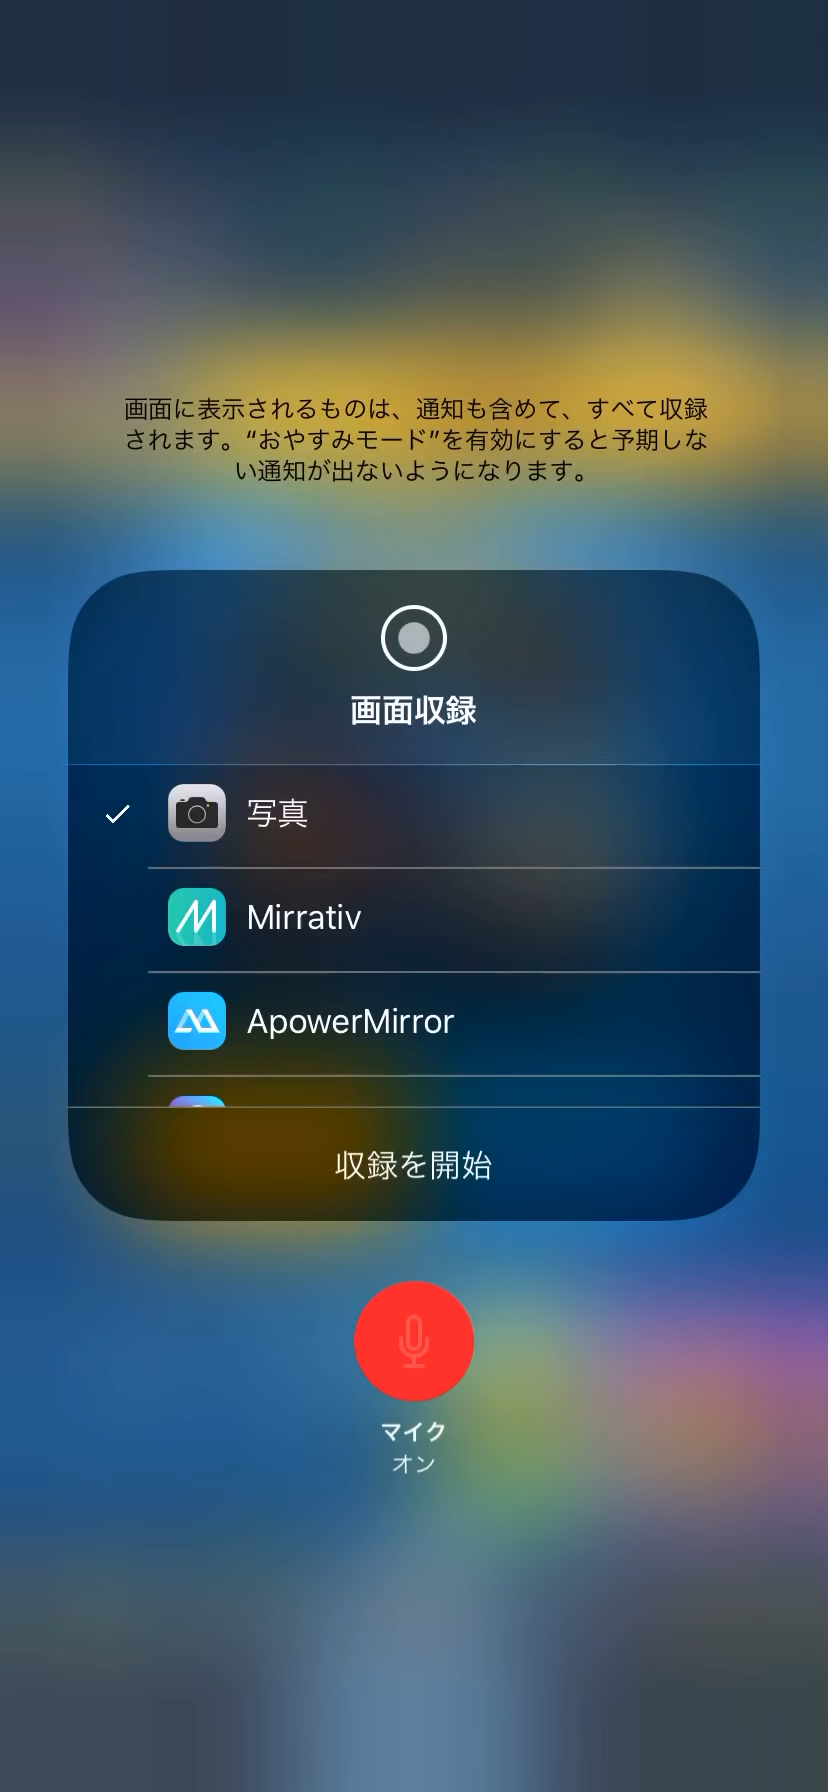 画面に表示されるものは、通知も含めて、すべて収録
されます。“おやすみモード”を有効にすると予期しな
い通知が出ないようになります。
画面収録
写真
Mirrativ
ApowerMirror
収録を開始
マイク
オン